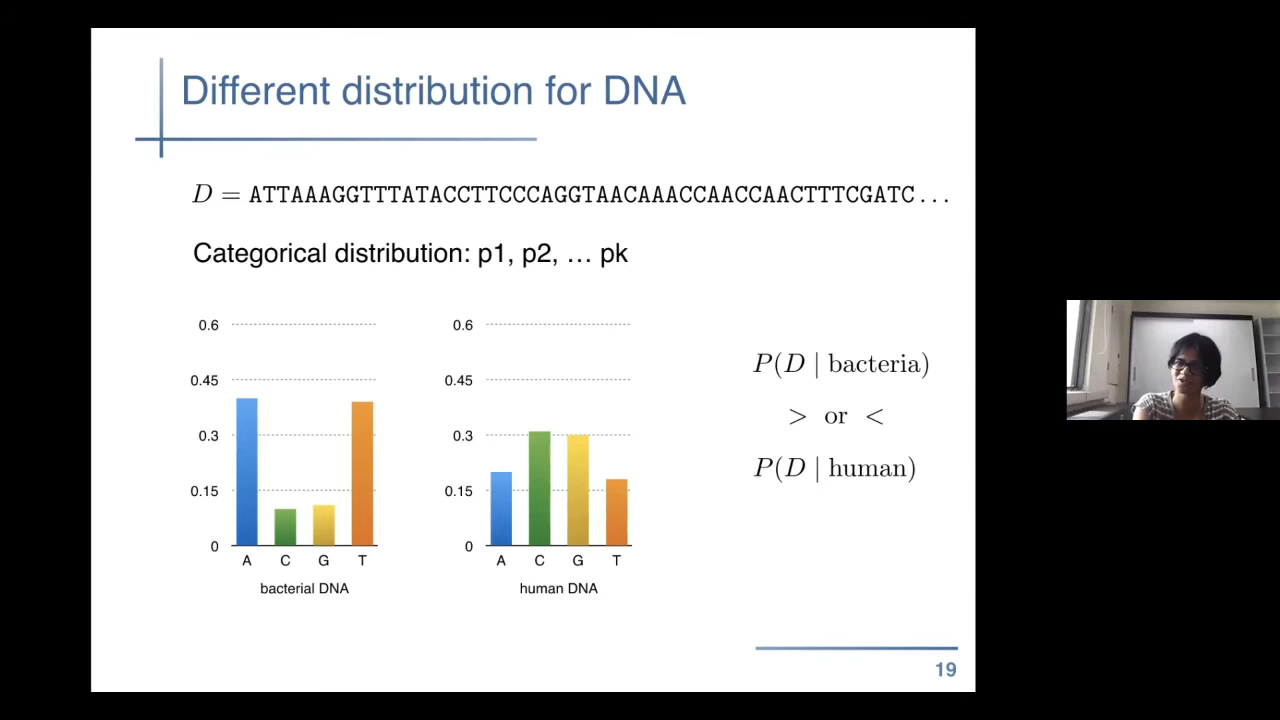 Different distribution for DNA
D = ATTAAAGGTTTATACCTTCCCAGGTAACAAACCAACCAACTTTCGATC...
Categorical distribution: p1, p2, … pk
0.6
0.45
0.3
0.15
0
A C G T
bacterial DNA
0.6
0.45
0.3
0.15
0
A C G T
human DNA
P(D | bacteria)
> or <
P(D | human)
19